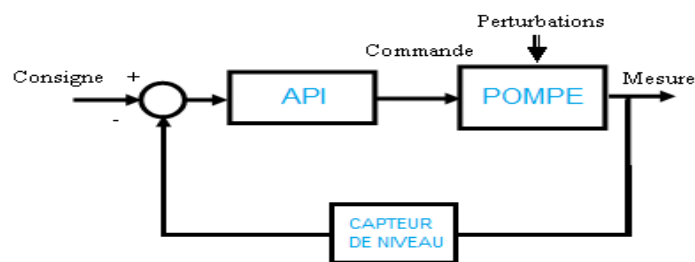 Perturbations
Commande
Consigne
Mesure
+
API
POMPE
-
CAPTEUR
DE NIVEAU